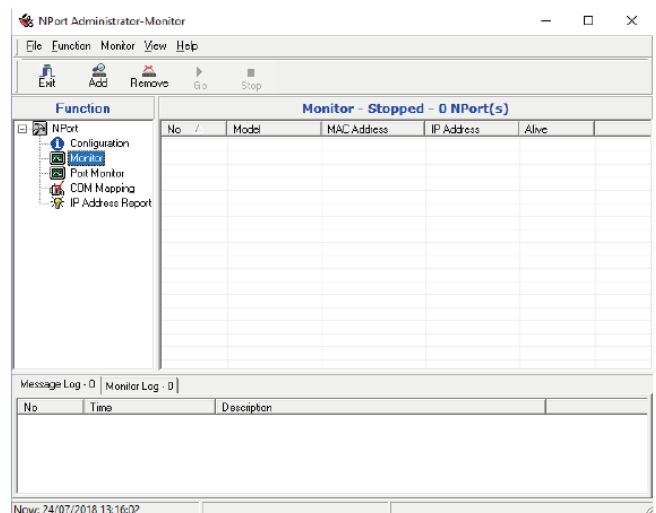 NPort Administrator-Monitor
File Function Monitor View Help
Exit Add Remove Go Stop
Function
Monitor - Stopped - 0 NPort(s)
NPort
Configuration
Monitor
Port Monitor
COM Mapping
IP Address Report
No / Model MAC Address IP Address Alive
Message Log - 0 Monitor Log - 0
No Time Description
Now: 24/07/2018 13:16:02